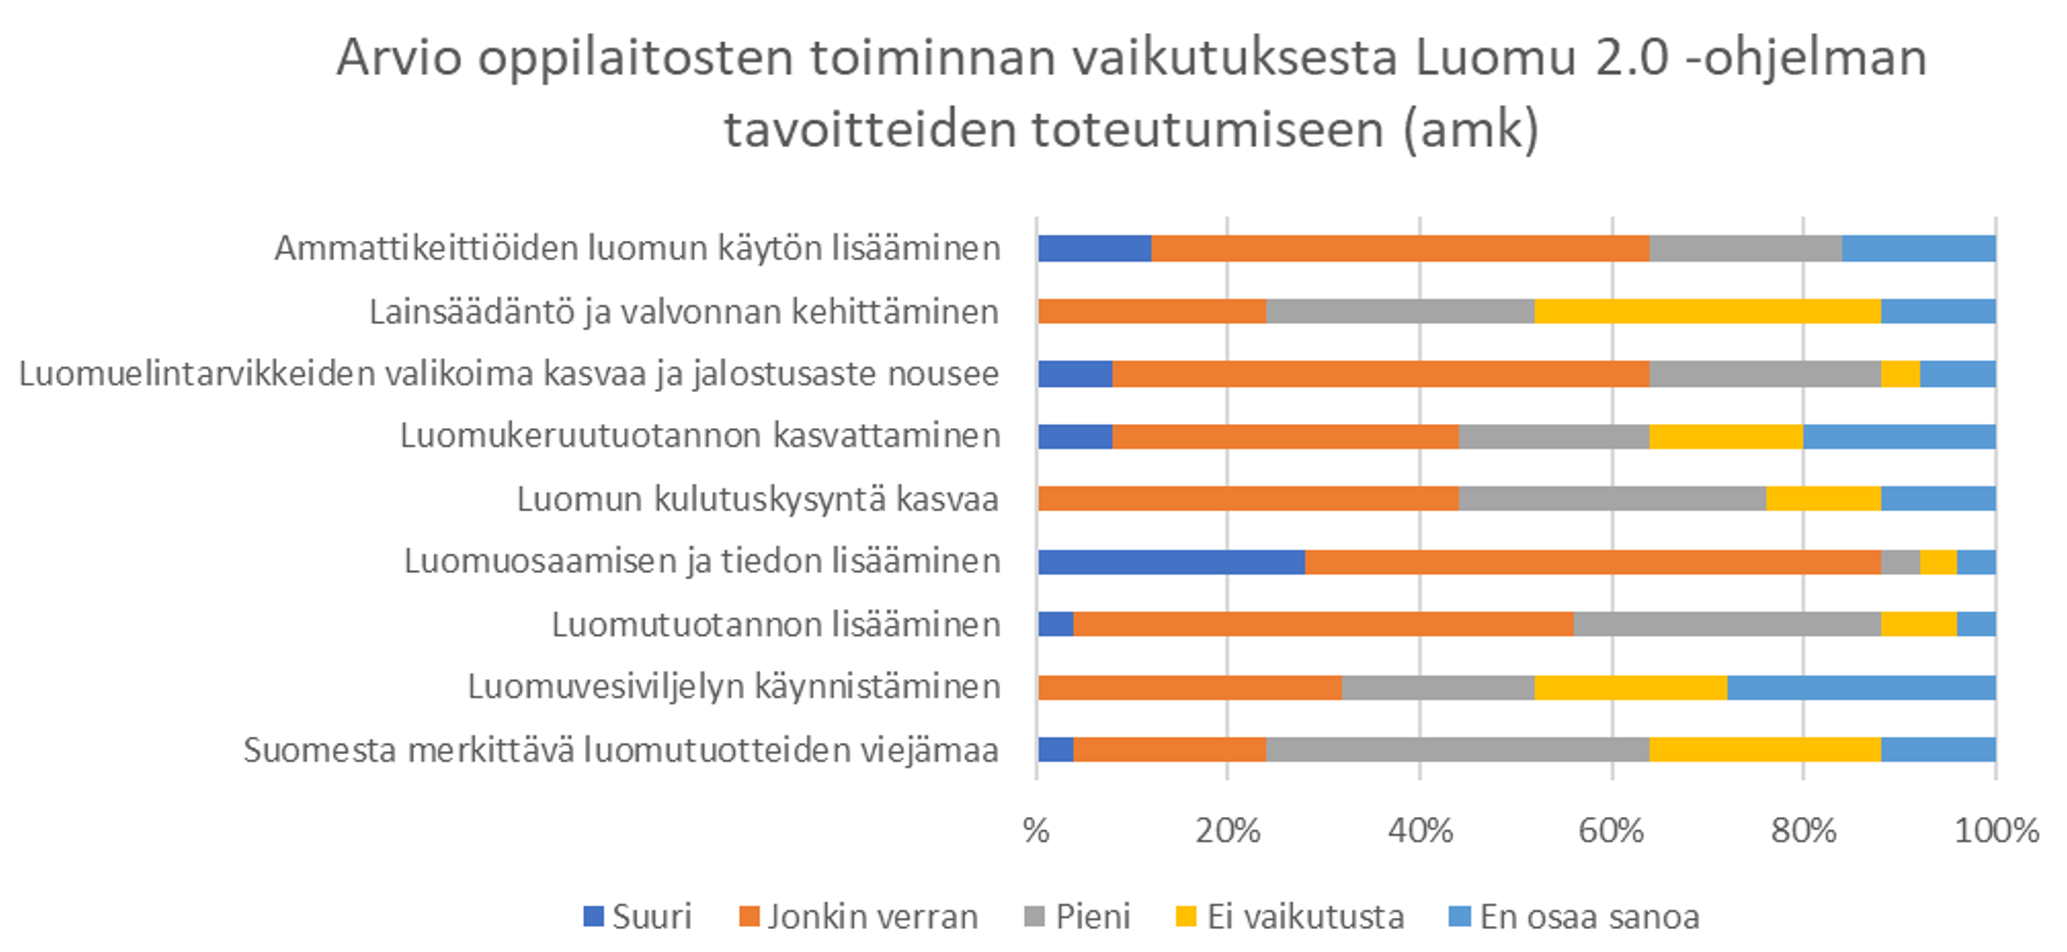 Arvio oppilaitosten toiminnan vaikutuksesta Luomu 2.0 -ohjelman
tavoitteiden toteutumiseen (amk)
Ammattikeittiöiden luomun käytön lisääminen
Lainsäädäntö ja valvonnan kehittäminen
Luomuelintarvikkeiden valikoima kasvaa ja jalostusaste nousee
Luomukeruutuotannon kasvattaminen
Luomun kulutuskysyntä kasvaa
Luomuosaamisen ja tiedon lisääminen
Luomutuotannon lisääminen
Luomuvesiviljelyn käynnistäminen
Suomesta merkittävä luomutuotteiden viejämaa
% 20% 40% 60% 80% 100%
Suuri Jonkin verran Pieni Ei vaikutusta En osaa sanoa